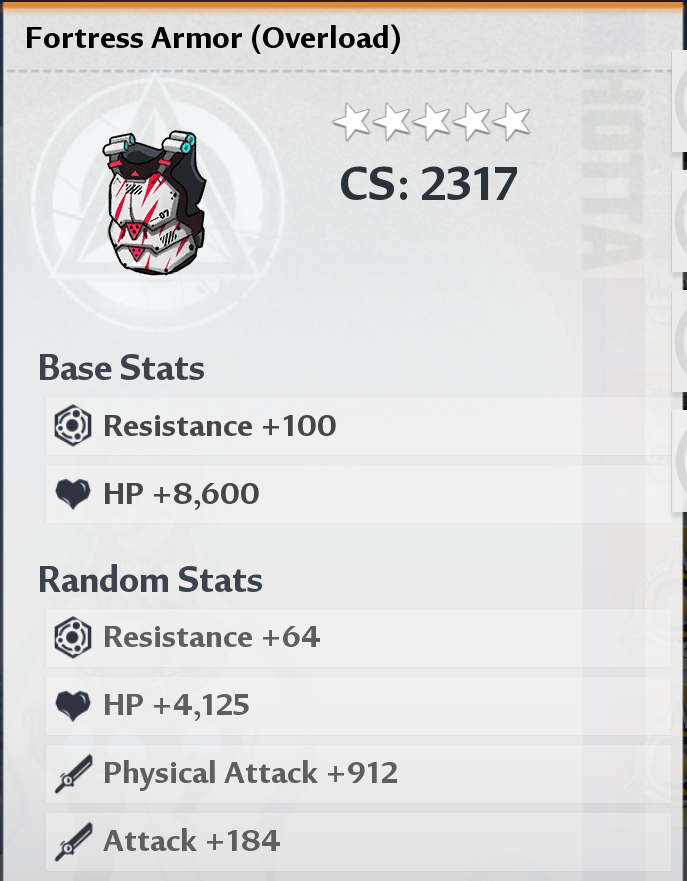 Fortress Armor (Overload)
CS: 2317
HOTTA
Base Stats
Resistance +100
HP +8,600
Random Stats
Resistance +64
HP +4,125
Physical Attack +912
Attack +184